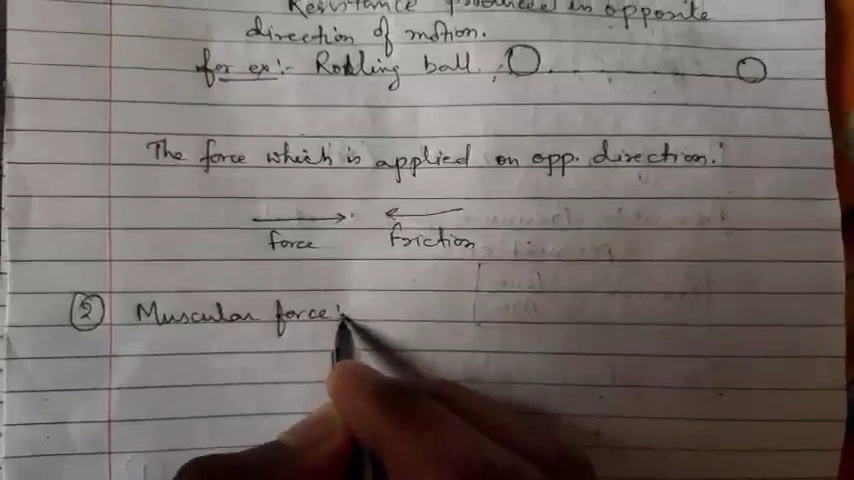 Resistance produced in opposite
direction of motion.
for ex:- Rolling ball.
The force which is applied on opp. direction.
force friction
② Muscular force: